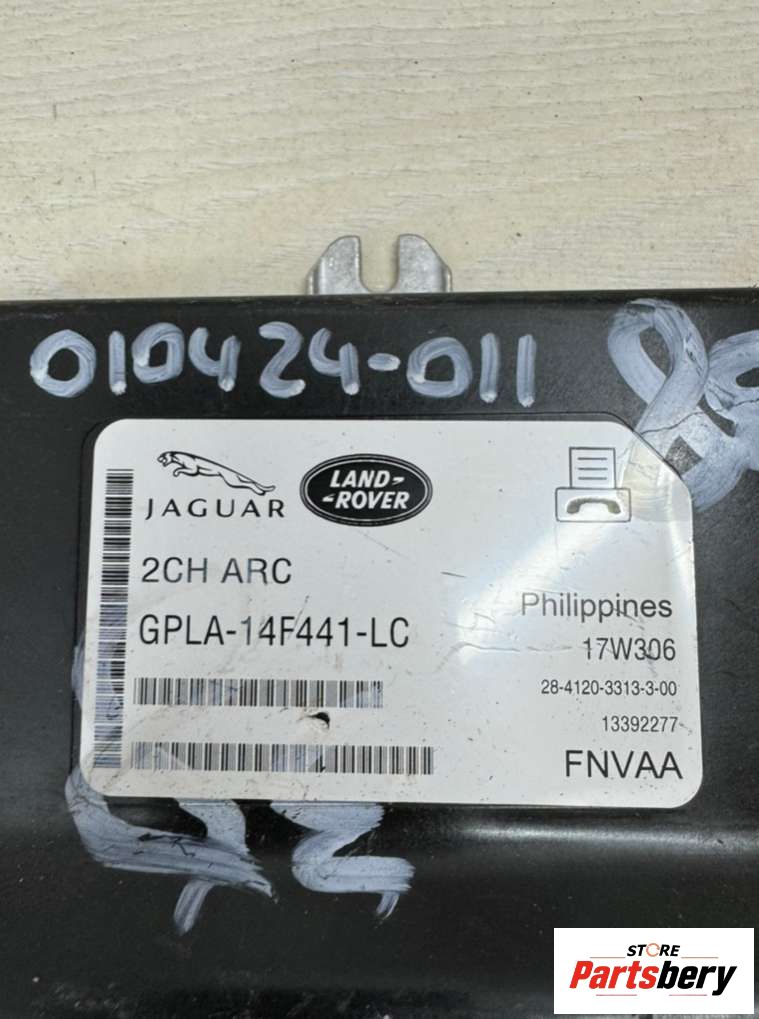 010424-011
JAGUAR
LAND-
-ROVER
2CH ARC
GPLA-14F441-LC
Philippines
17W306
28-4120-3313-3-00
13392277
FNVAA
STORE
Partsbery